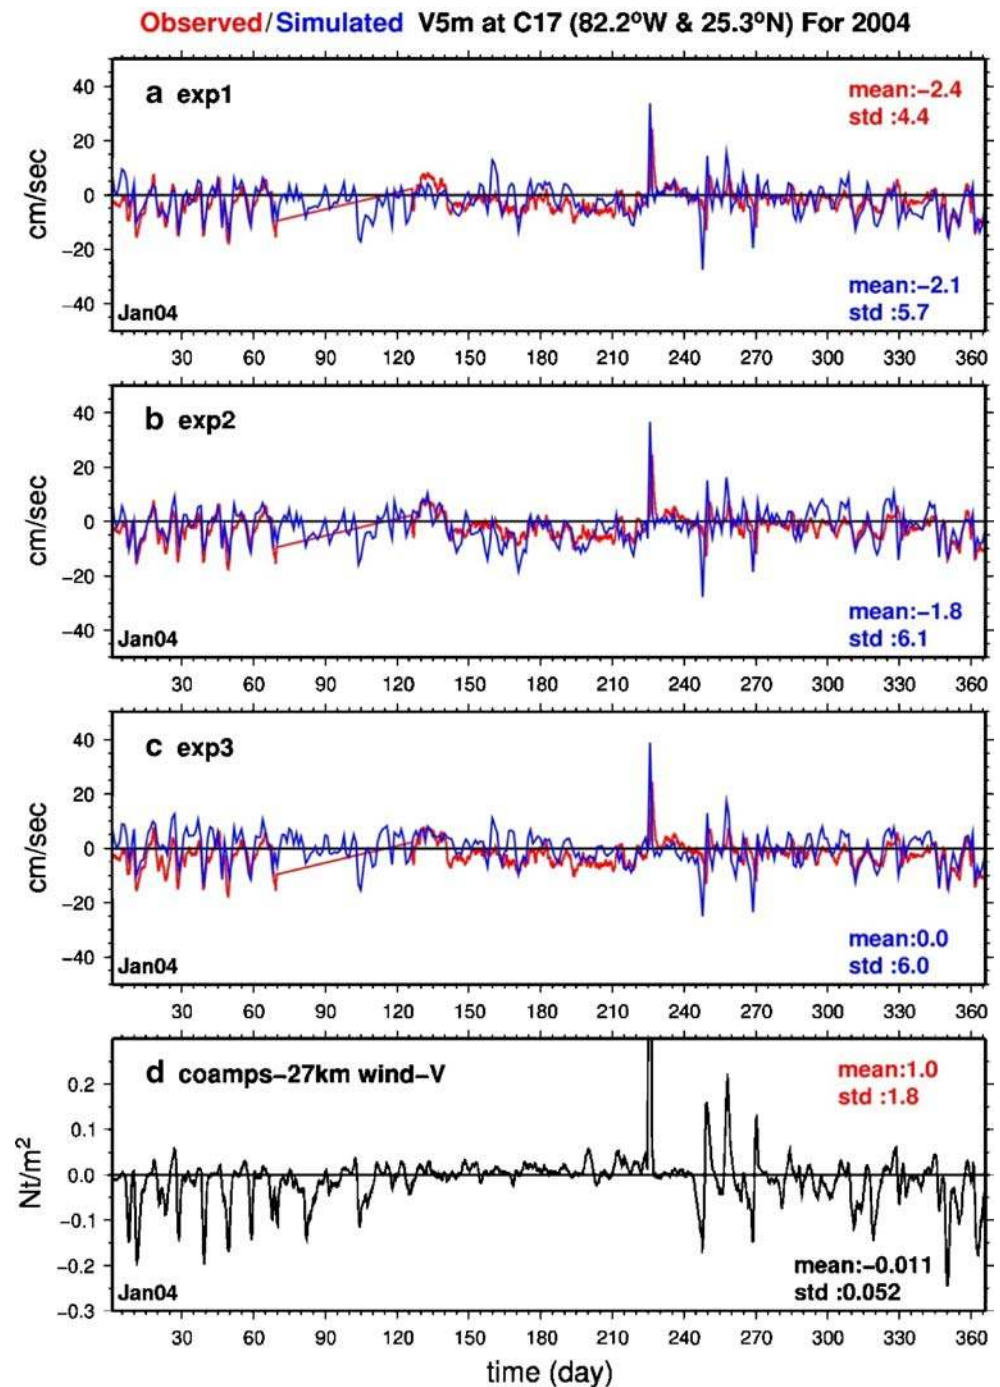 Observed/Simulated V5m at C17 (82.2ºW & 25.3ºN) For 2004
a exp1
mean:−2.4
std :4.4
cm/sec
40
20
0
−20
−40
mean:−2.1
std :5.7
Jan04
30 60 90 120 150 180 210 240 270 300 330 360
b exp2
cm/sec
40
20
0
−20
−40
mean:−1.8
std :6.1
Jan04
30 60 90 120 150 180 210 240 270 300 330 360
c exp3
cm/sec
40
20
0
−20
−40
mean:0.0
std :6.0
Jan04
30 60 90 120 150 180 210 240 270 300 330 360
d coamps−27km wind−V
mean:1.0
std :1.8
Nt/m²
0.2
0.1
0.0
−0.1
−0.2
−0.3
mean:−0.011
std :0.052
Jan04
30 60 90 120 150 180 210 240 270 300 330 360
time (day)